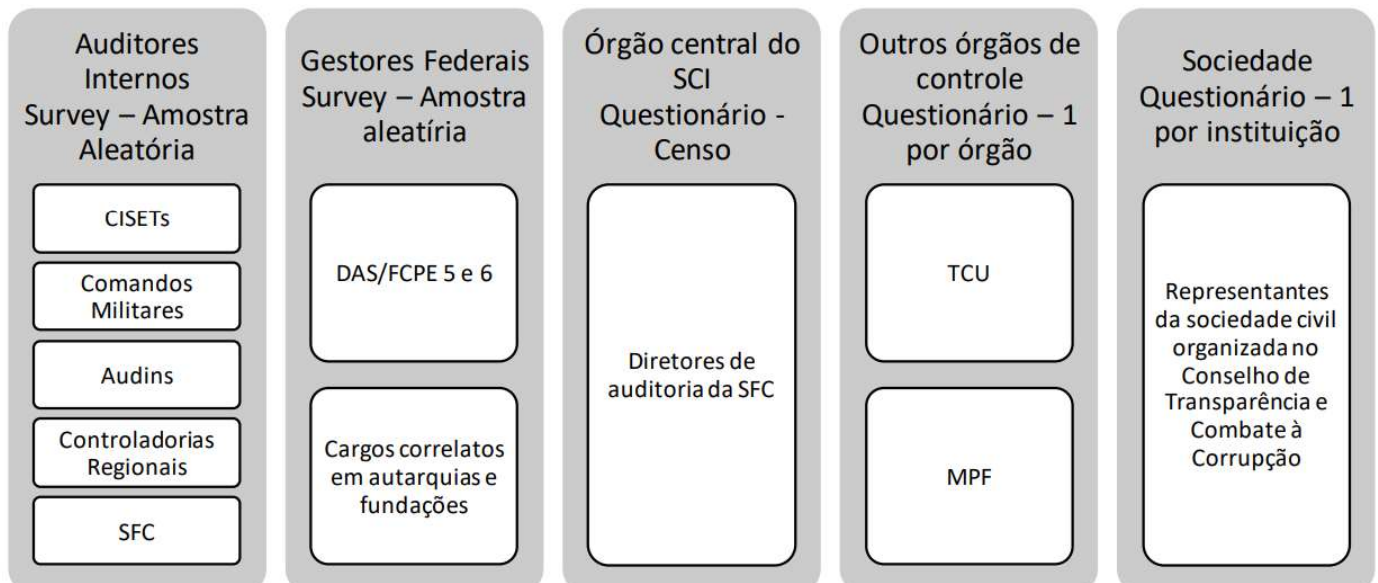 Auditores
Internos
Survey – Amostra
Aleatória
CISETs
Comandos
Militares
Audins
Controladorias
Regionais
SFC
Gestores Federais
Survey – Amostra
aleatíria
DAS/FCPE 5 e 6
Cargos correlatos
em autarquias e
fundações
Órgão central do
SCI
Questionário -
Censo
Diretores de
auditoria da SFC
Outros órgãos de
controle
Questionário – 1
por órgão
TCU
MPF
Sociedade
Questionário – 1
por instituição
Representantes
da sociedade civil
organizada no
Conselho de
Transparência e
Combate à
Corrupção